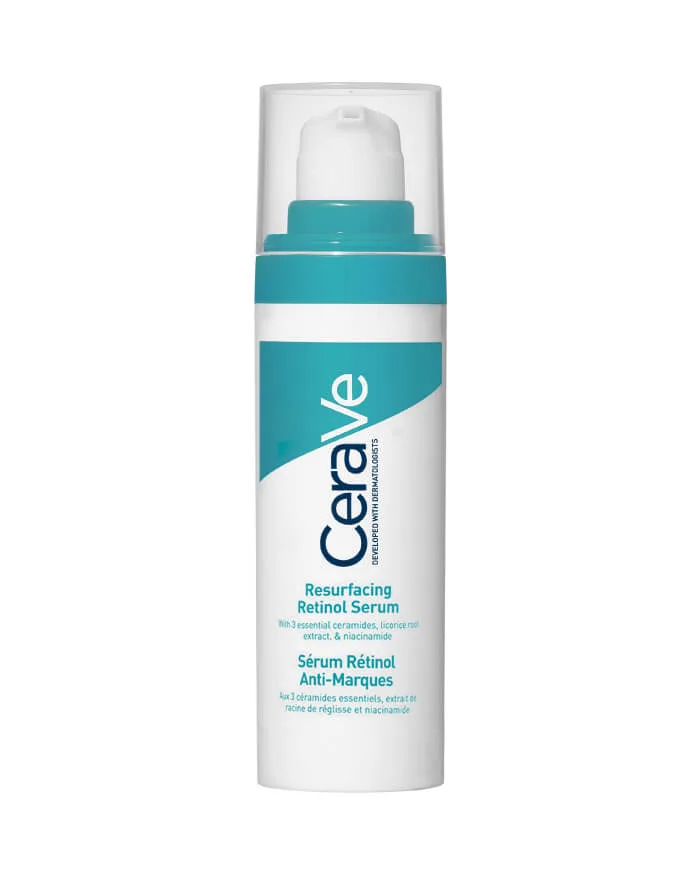 CeraVe
DEVELOPED WITH DERMATOLOGISTS
Resurfacing
Retinol Serum
With 3 essential ceramides, licorice root
extract, & niacinamide
Sérum Rétinol
Anti-Marques
Aux 3 céramides essentiels, extrait de
racine de réglisse et niacinamide